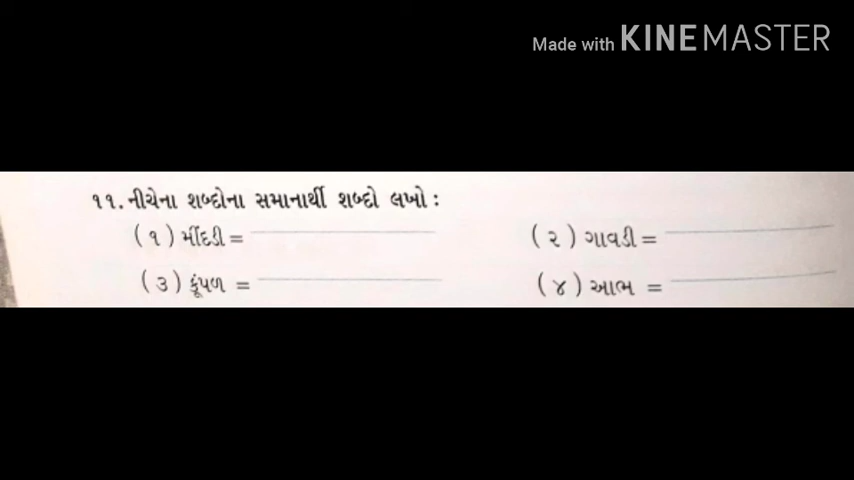 Made with KINEMASTER
૧૧. નીચેના શબ્દોના સમાનાર્થી શબ્દો લખો :
(૧) મીંદડી = (૨) ગાવડી =
(૩) કૂંપળ = (૪) આભ =